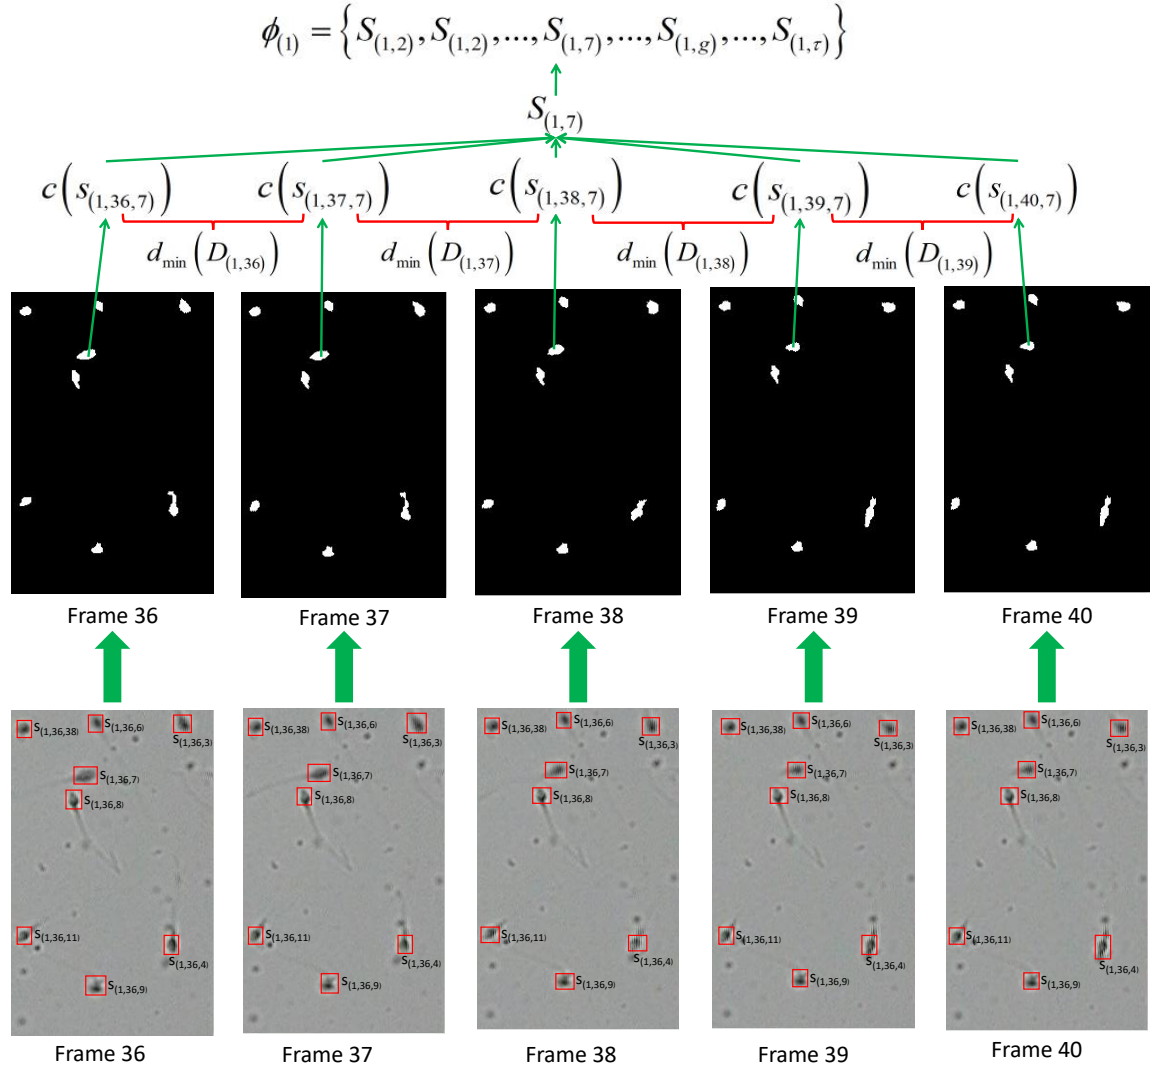 ϕ(1) = {S(1,2), S(1,2), ..., S(1,7), ..., S(1,g), ..., S(1,τ)}
S(1,7)
c(s(1,36,7)) c(s(1,37,7)) c(s(1,38,7)) c(s(1,39,7)) c(s(1,40,7))
dmin(D(1,36)) dmin(D(1,37)) dmin(D(1,38)) dmin(D(1,39))
Frame 36 Frame 37 Frame 38 Frame 39 Frame 40
S(1,36,38) S(1,36,6) S(1,36,3) S(1,36,7) S(1,36,8) S(1,36,11) S(1,36,4) S(1,36,9)
S(1,36,38) S(1,36,6) S(1,36,3) S(1,36,7) S(1,36,8) S(1,36,11) S(1,36,4) S(1,36,9)
S(1,36,38) S(1,36,6) S(1,36,3) S(1,36,7) S(1,36,8) S(1,36,11) S(1,36,4) S(1,36,9)
S(1,36,38) S(1,36,6) S(1,36,3) S(1,36,7) S(1,36,8) S(1,36,11) S(1,36,4) S(1,36,9)
S(1,36,38) S(1,36,6) S(1,36,3) S(1,36,7) S(1,36,8) S(1,36,11) S(1,36,4) S(1,36,9)
Frame 36 Frame 37 Frame 38 Frame 39 Frame 40